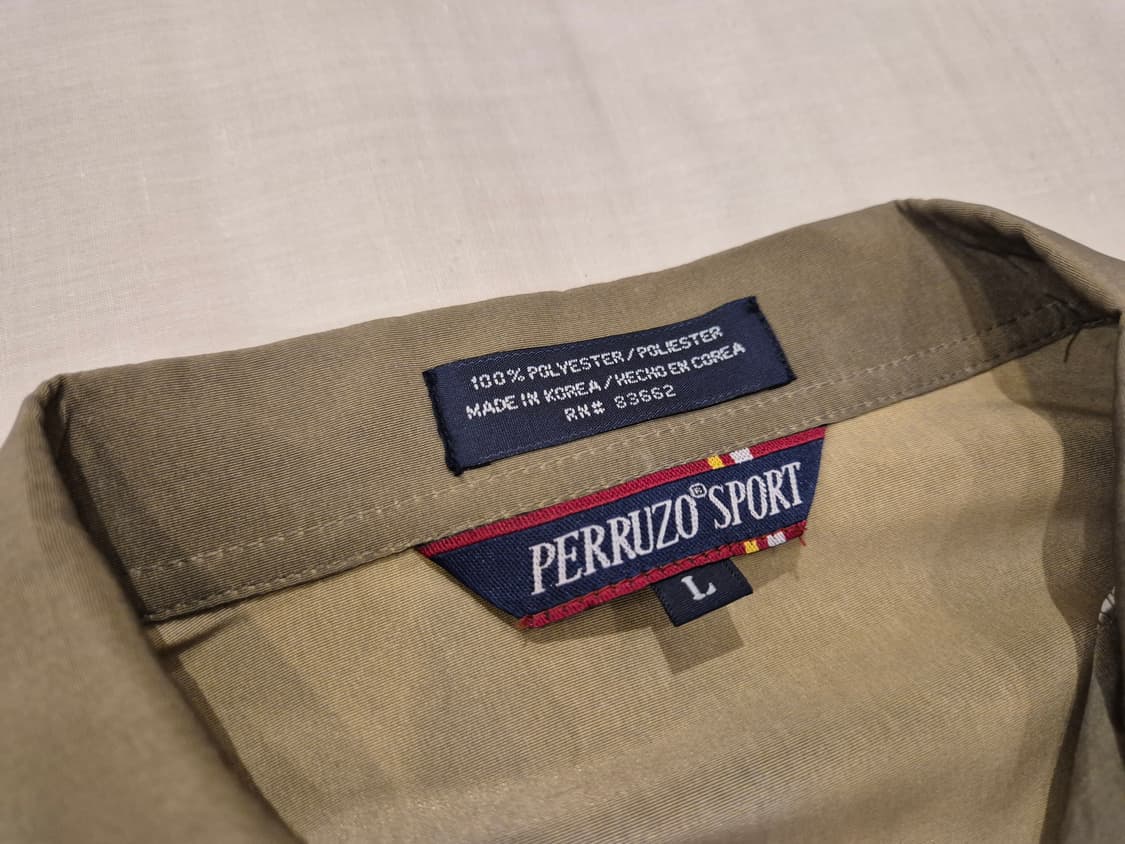 100% POLYESTER/POLIESTER
MADE IN KOREA/HECHO EN COREA
RN# 83662
PERRUZO® SPORT
L